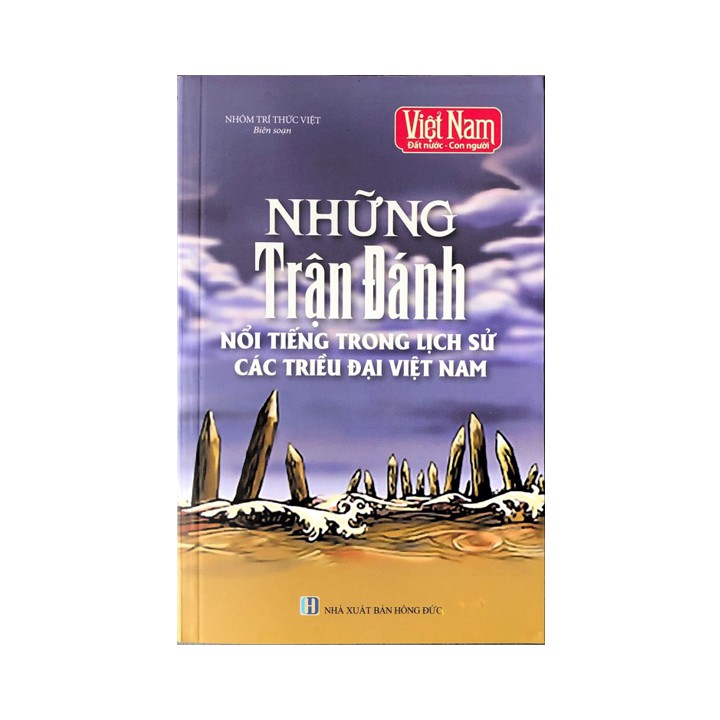 NHÓM TRÍ THỨC VIỆT
Biên soạn
Việt Nam
Đất nước - Con người
NHỮNG
Trận Đánh
NỔI TIẾNG TRONG LỊCH SỬ
CÁC TRIỀU ĐẠI VIỆT NAM
NHÀ XUẤT BẢN HỒNG ĐỨC